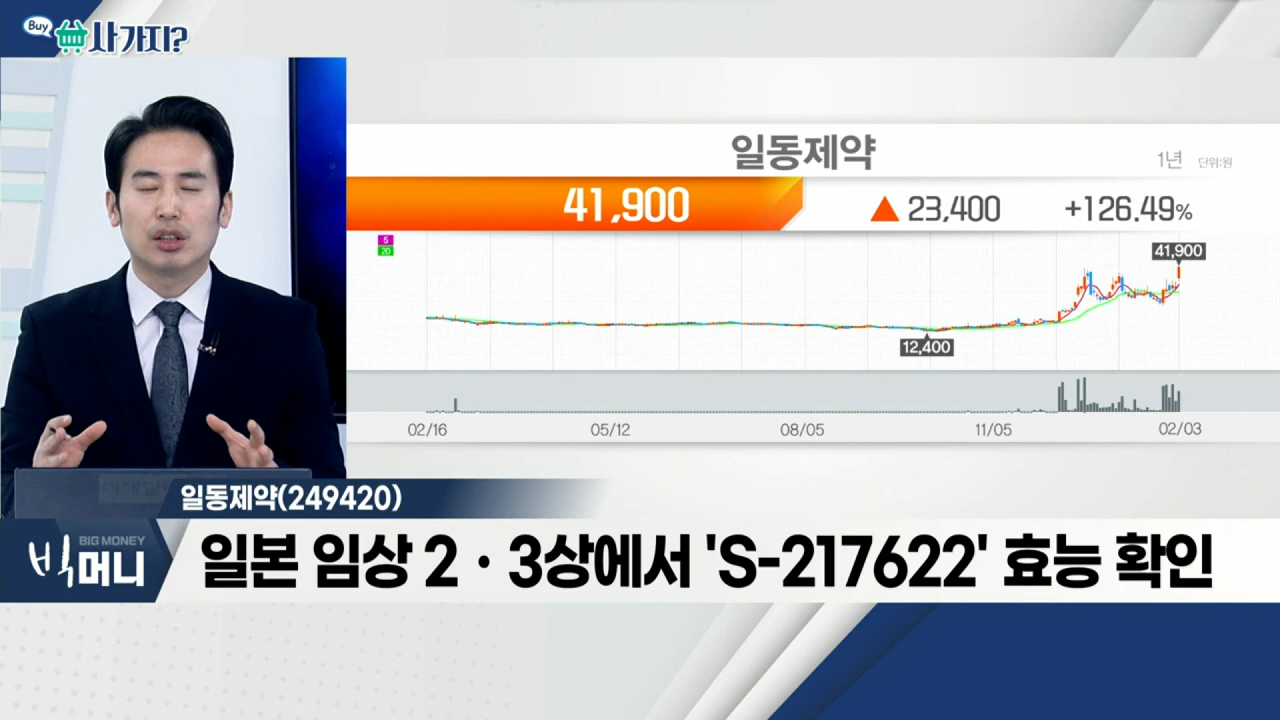 Buy
사가지?
일동제약
1년 단위:원
41,900 ▲ 23,400 +126.49%
5
20
41,900
12,400
02/16 05/12 08/05 11/05 02/03
일동제약(249420)
BIG MONEY
빅머니
일본 임상 2·3상에서 'S-217622' 효능 확인